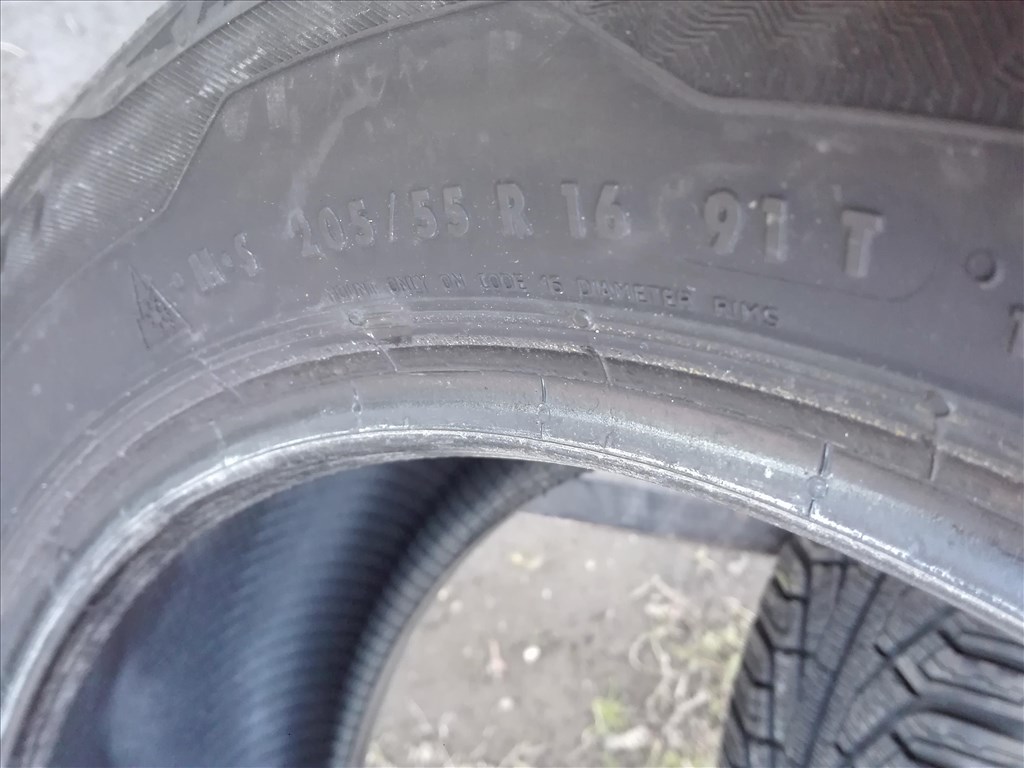 M+S 205/55 R 16 91 T
MOUNT ONLY ON CODE 16 DIAMETER RIMS